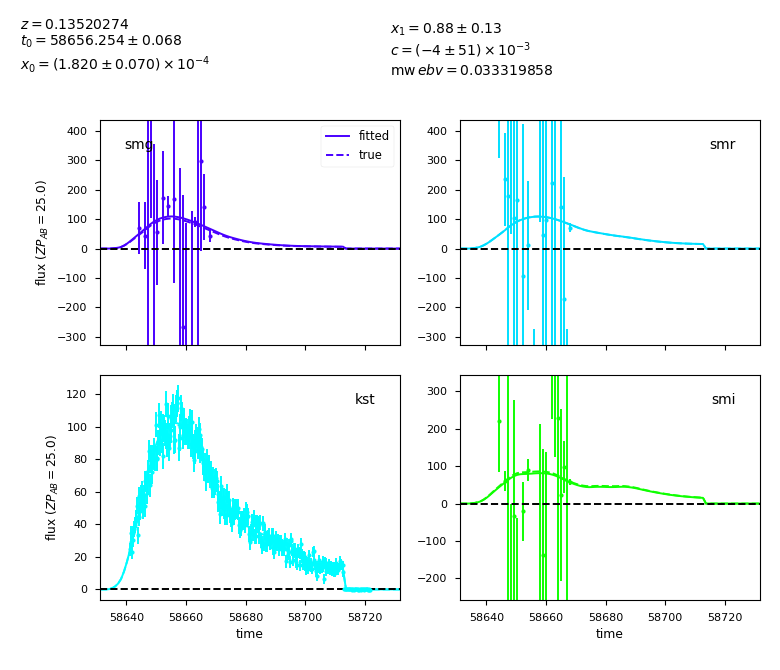 z = 0.13520274
t₀ = 58656.254 ± 0.068
x₀ = (1.820 ± 0.070) × 10⁻⁴
x₁ = 0.88 ± 0.13
c = (−4 ± 51) × 10⁻³
mw ebv = 0.033319858
smg
fitted
true
flux (ZP_AB = 25.0)
400
300
200
100
0
−100
−200
−300
smr
400
300
200
100
0
−100
−200
−300
kst
flux (ZP_AB = 25.0)
120
100
80
60
40
20
0
58640 58660 58680 58700 58720
time
smi
300
200
100
0
−100
−200
58640 58660 58680 58700 58720
time